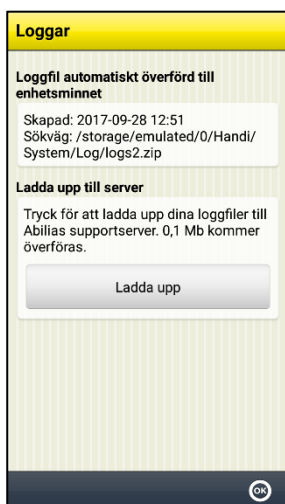 Loggar
Loggfil automatiskt överförd till
enhetsminnet
Skapad: 2017-09-28 12:51
Sökväg: /storage/emulated/0/Handi/
System/Log/logs2.zip
Ladda upp till server
Tryck för att ladda upp dina loggfiler till
Abilias supportserver. 0,1 Mb kommer
överföras.
Ladda upp
OK